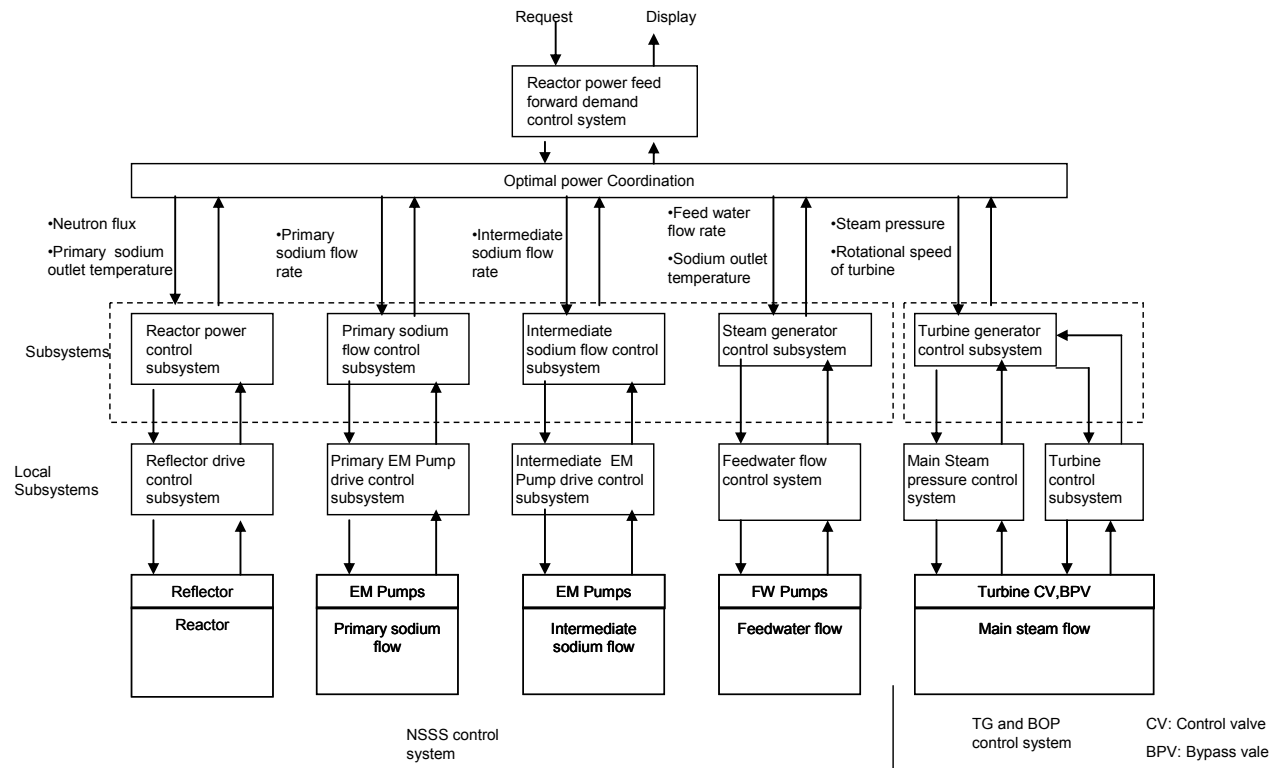 Request
Display
Reactor power feed
forward demand
control system
Optimal power Coordination
•Neutron flux
•Primary sodium
outlet temperature
•Primary
sodium flow
rate
•Intermediate
sodium flow
rate
•Feed water
flow rate
•Sodium outlet
temperature
•Steam pressure
•Rotational speed
of turbine
Subsystems
Reactor power
control
subsystem
Primary sodium
flow control
subsystem
Intermediate
sodium flow control
subsystem
Steam generator
control subsystem
Turbine generator
control subsystem
Local
Subsystems
Reflector drive
control
subsystem
Primary EM Pump
drive control
subsystem
Intermediate EM
Pump drive control
subsystem
Feedwater flow
control system
Main Steam
pressure control
system
Turbine
control
subsystem
Reflector
Reactor
EM Pumps
Primary sodium
flow
EM Pumps
Intermediate
sodium flow
FW Pumps
Feedwater flow
Turbine CV,BPV
Main steam flow
NSSS control
system
TG and BOP
control system
CV: Control valve
BPV: Bypass vale